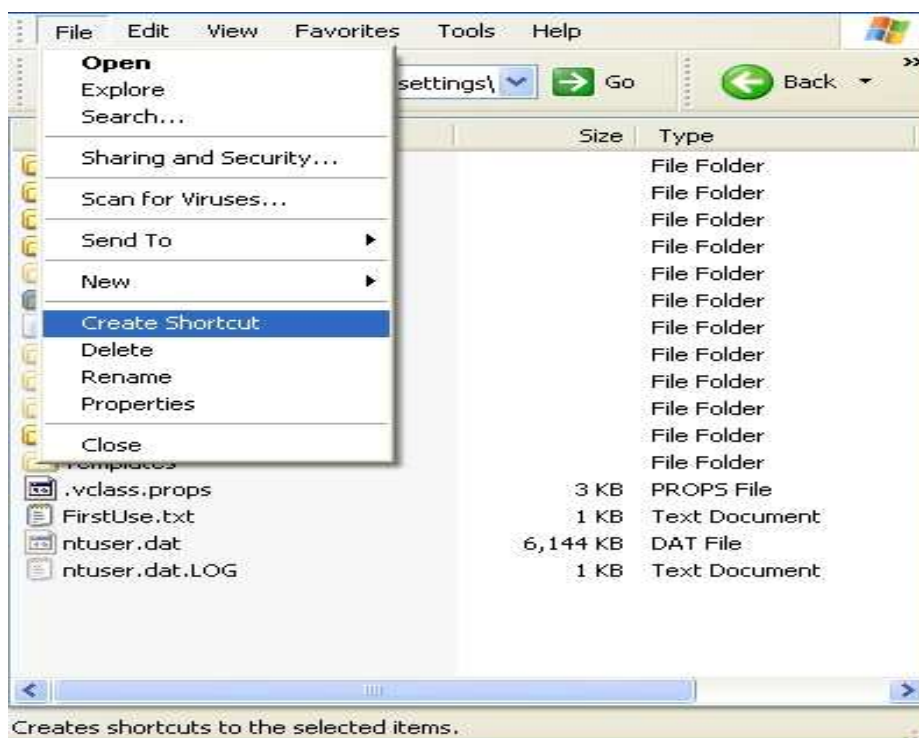 File Edit View Favorites Tools Help
settings\ Go Back »
Open
Explore
Search...
Sharing and Security...
Scan for Viruses...
Send To
New
Create Shortcut
Delete
Rename
Properties
Close
Size Type
File Folder
File Folder
File Folder
File Folder
File Folder
File Folder
File Folder
File Folder
File Folder
File Folder
File Folder
Templates File Folder
.vclass.props 3 KB PROPS File
FirstUse.txt 1 KB Text Document
ntuser.dat 6,144 KB DAT File
ntuser.dat.LOG 1 KB Text Document
Creates shortcuts to the selected items.